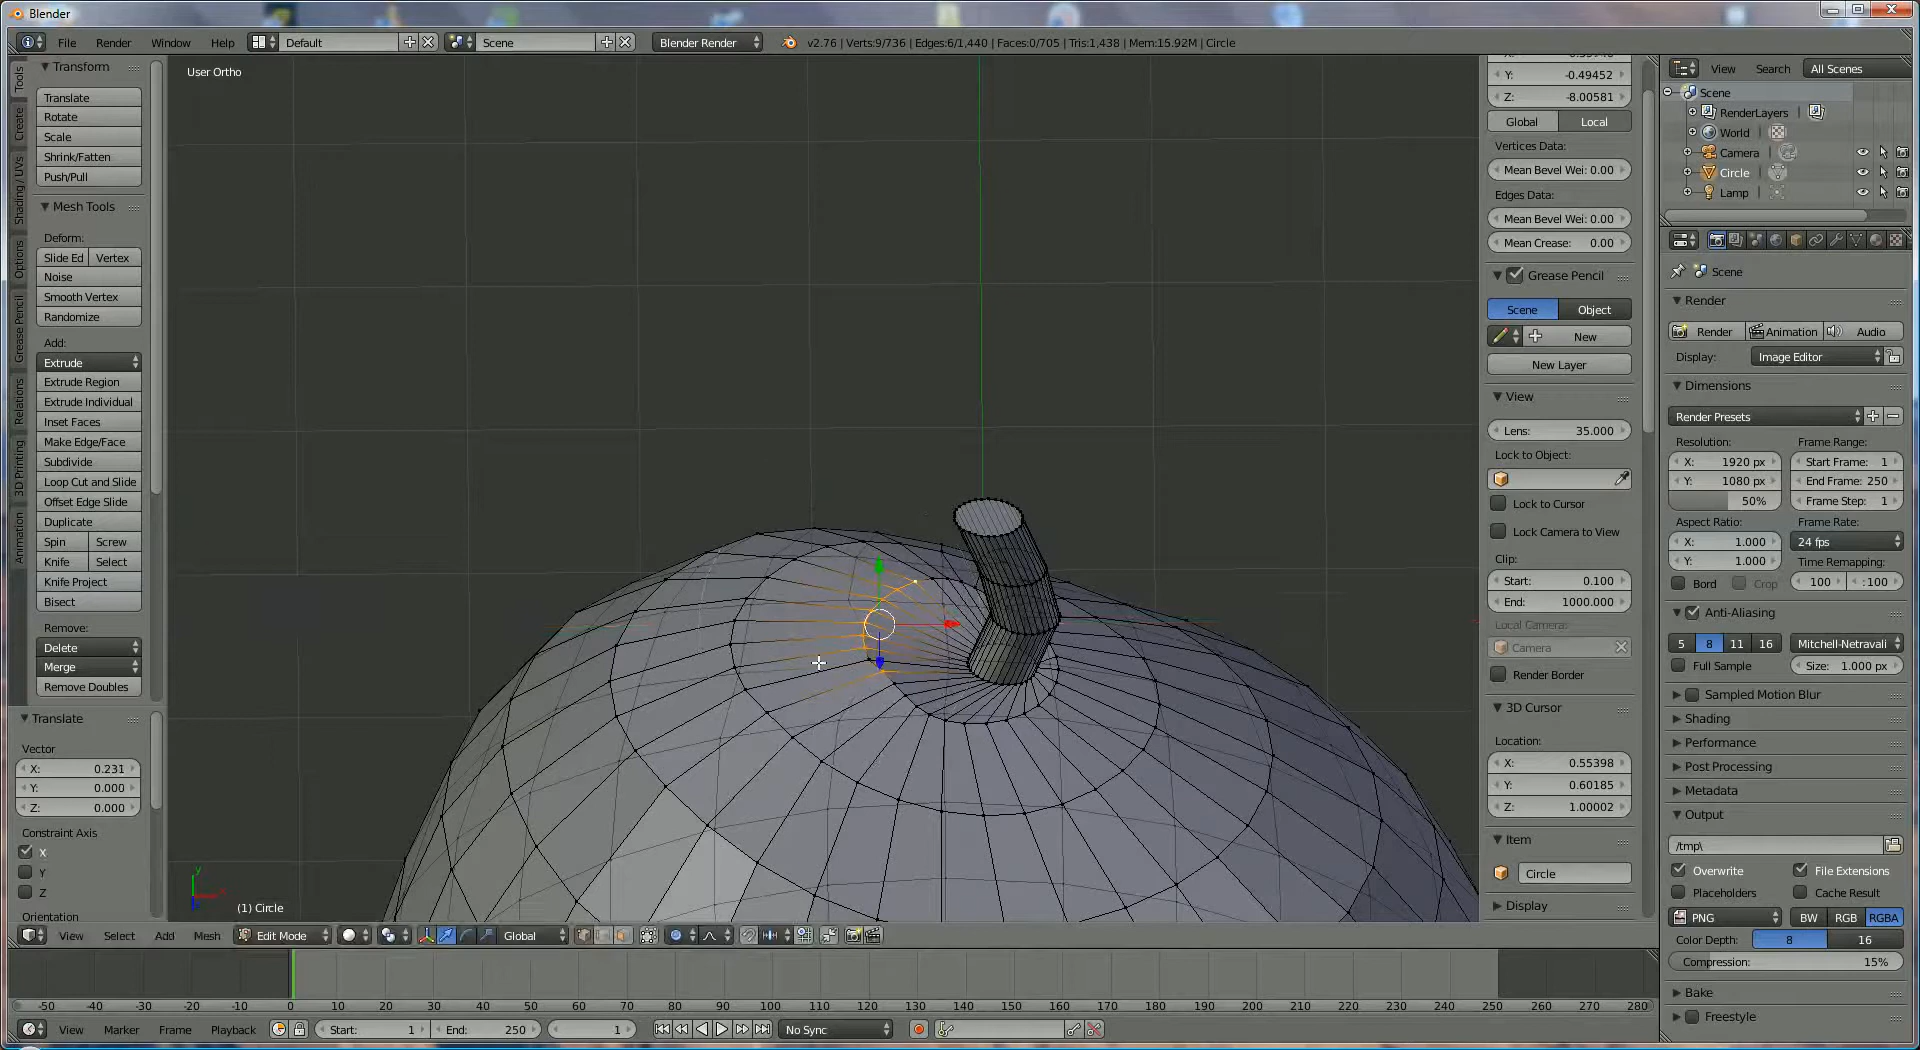 Blender
File Render Window Help Default Scene Blender Render v2.76 | Verts:9/736 | Edges:6/1,440 | Faces:0/705 | Tris:1,438 | Mem:15.92M | Circle
Tools
Create
Shading / UVs
Options
Grease Pencil
Relations
3D Printing
Animation
Transform
Translate
Rotate
Scale
Shrink/Fatten
Push/Pull
Mesh Tools
Deform:
Slide Ed Vertex
Noise
Smooth Vertex
Randomize
Add:
Extrude
Extrude Region
Extrude Individual
Inset Faces
Make Edge/Face
Subdivide
Loop Cut and Slide
Offset Edge Slide
Duplicate
Spin Screw
Knife Select
Knife Project
Bisect
Remove:
Delete
Merge
Remove Doubles
Translate
Vector
X: 0.231
Y: 0.000
Z: 0.000
Constraint Axis
X
Y
Z
Orientation
User Ortho
y
(1) Circle
Y: -0.49452
Z: -8.00581
Global Local
Vertices Data:
Mean Bevel Wei: 0.00
Edges Data:
Mean Bevel Wei: 0.00
Mean Crease: 0.00
Grease Pencil
Scene Object
New
New Layer
View
Lens: 35.000
Lock to Object:
Lock to Cursor
Lock Camera to View
Clip:
Start: 0.100
End: 1000.000
Local Camera:
Camera
Render Border
3D Cursor
Location:
X: 0.55398
Y: 0.60185
Z: 1.00002
Item
Circle
Display
View Search All Scenes
Scene
RenderLayers
World
Camera
Circle
Lamp
Scene
Render
Render Animation Audio
Display: Image Editor
Dimensions
Render Presets
Resolution: Frame Range:
X: 1920 px Start Frame: 1
Y: 1080 px End Frame: 250
50% Frame Step: 1
Aspect Ratio: Frame Rate:
X: 1.000 24 fps
Y: 1.000 Time Remapping:
Bord Crop 100 :100
Anti-Aliasing
5 8 11 16 Mitchell-Netravali
Full Sample Size: 1.000 px
Sampled Motion Blur
Shading
Performance
Post Processing
Metadata
Output
/tmp\
Overwrite File Extensions
Placeholders Cache Result
PNG BW RGB RGBA
Color Depth: 8 16
Compression: 15%
Bake
Freestyle
View Select Add Mesh Edit Mode Global
-50 -40 -30 -20 -10 0 10 20 30 40 50 60 70 80 90 100 110 120 130 140 150 160 170 180 190 200 210 220 230 240 250 260 270 280
View Marker Frame Playback Start: 1 End: 250 1 No Sync